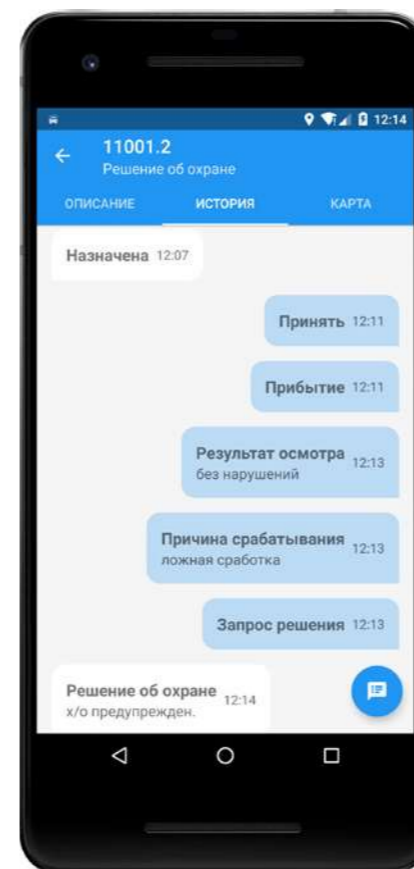 12:14
11001.2
Решение об охране
ОПИСАНИЕ ИСТОРИЯ КАРТА
Назначена 12:07
Принять 12:11
Прибытие 12:11
Результат осмотра 12:13
без нарушений
Причина срабатывания 12:13
ложная сработка
Запрос решения 12:13
Решение об охране 12:14
х/о предупрежден.